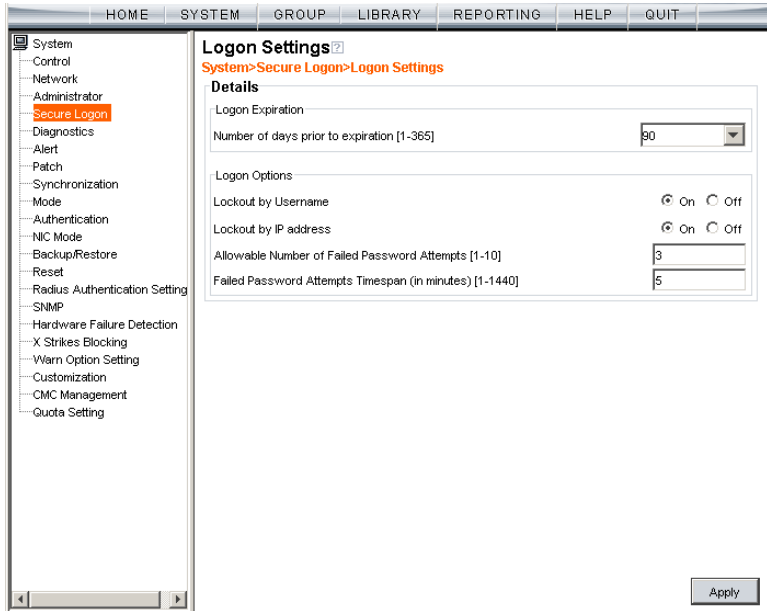 HOME SYSTEM GROUP LIBRARY REPORTING HELP QUIT
System
Control
Network
Administrator
Secure Logon
Diagnostics
Alert
Patch
Synchronization
Mode
Authentication
NIC Mode
Backup/Restore
Reset
Radius Authentication Setting
SNMP
Hardware Failure Detection
X Strikes Blocking
Warn Option Setting
Customization
CMC Management
Quota Setting
Logon Settings ?
System>Secure Logon>Logon Settings
Details
Logon Expiration
Number of days prior to expiration [1-365] 90
Logon Options
Lockout by Username On Off
Lockout by IP address On Off
Allowable Number of Failed Password Attempts [1-10] 3
Failed Password Attempts Timespan (in minutes) [1-1440] 5
Apply